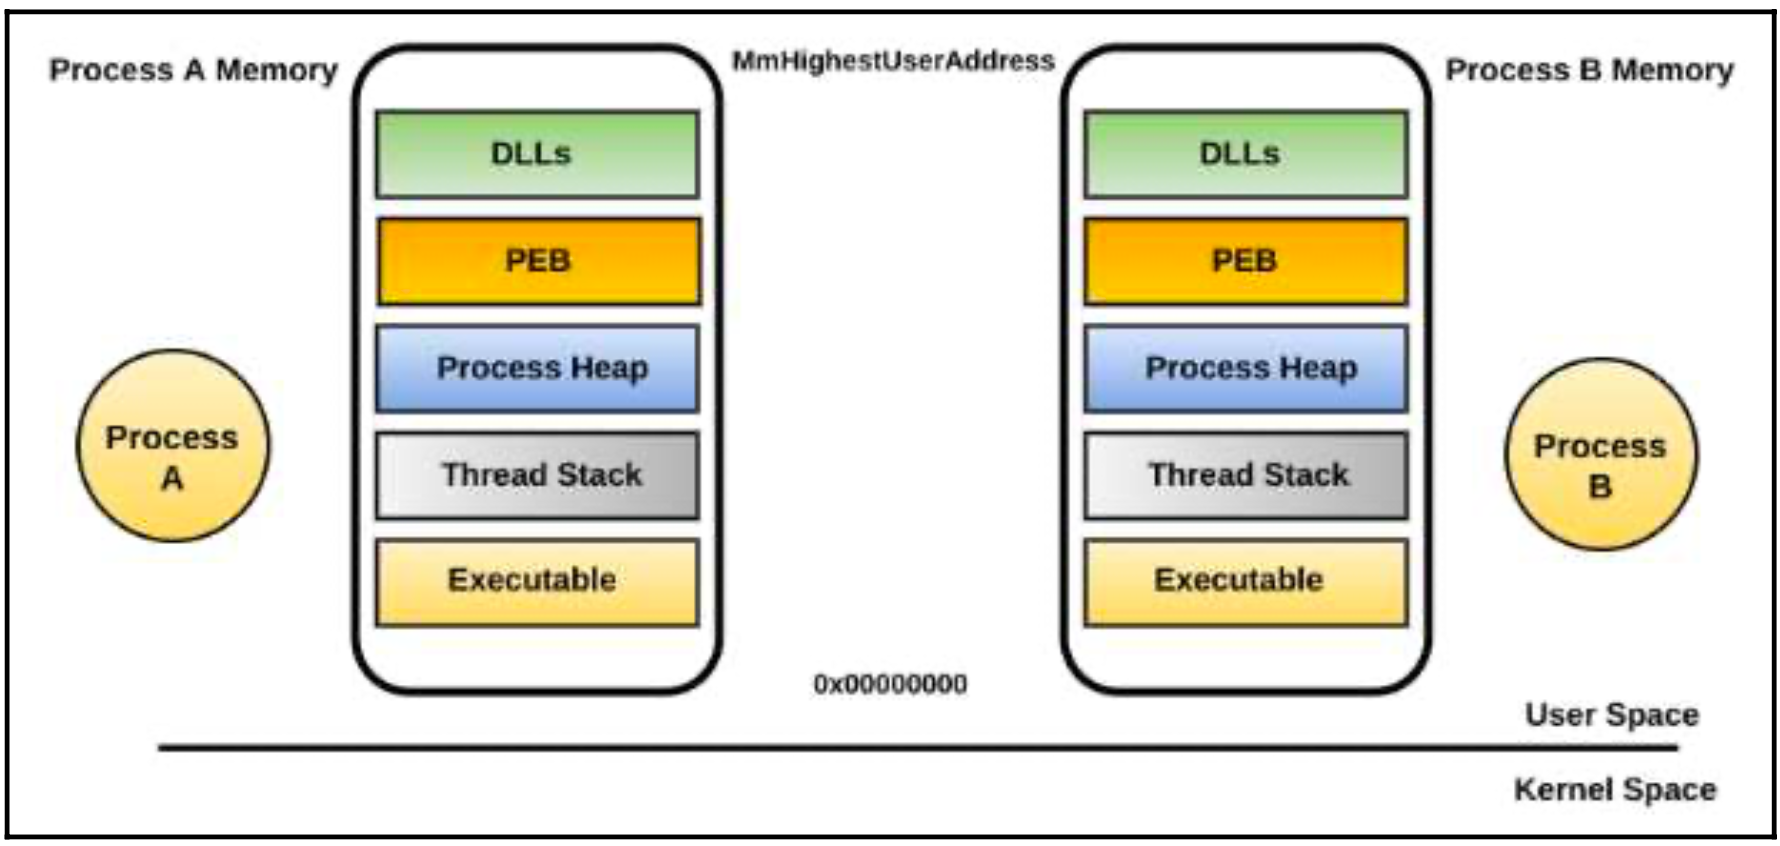 Process A Memory
MmHighestUserAddress
Process B Memory
DLLs
PEB
Process Heap
Thread Stack
Executable
DLLs
PEB
Process Heap
Thread Stack
Executable
Process
A
Process
B
0x00000000
User Space
Kernel Space